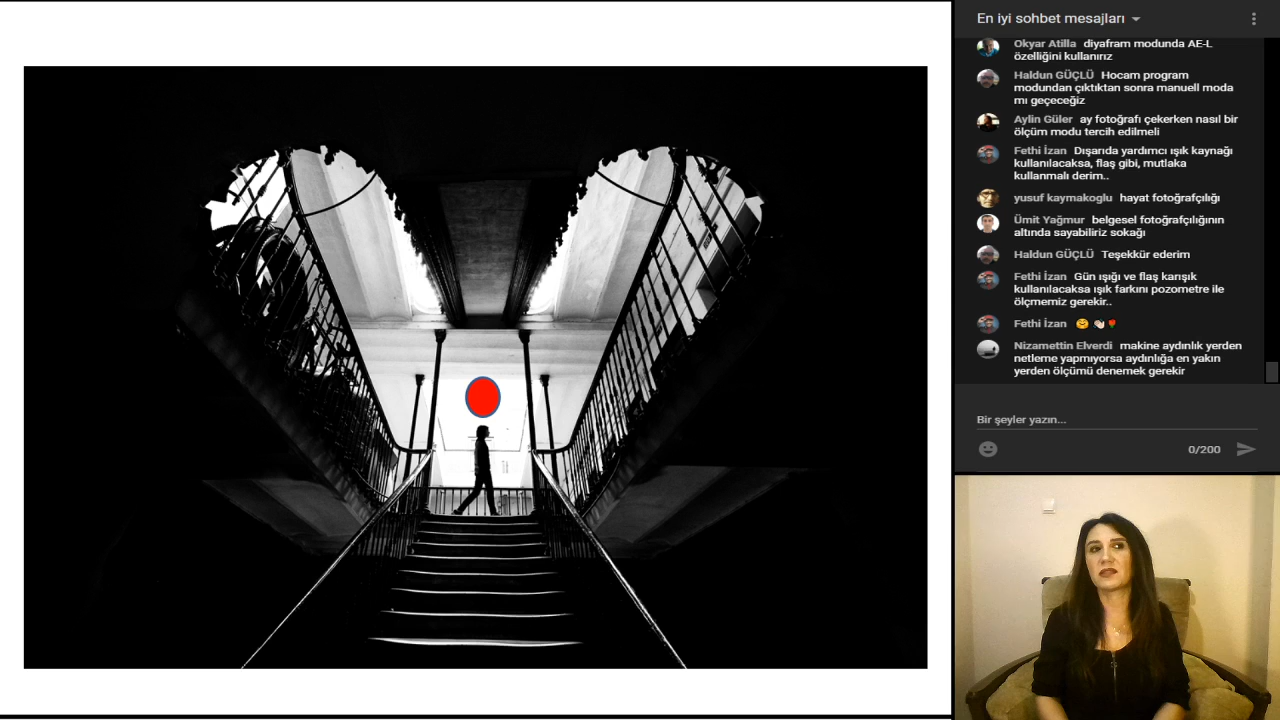 En iyi sohbet mesajları
Okyar Atilla diyafram modunda AE-L
özelliğini kullanırız
Haldun GÜÇLÜ Hocam program
modundan çıktıktan sonra manuell moda
mı geçeceğiz
Aylin Güler ay fotoğrafı çekerken nasıl bir
ölçüm modu tercih edilmeli
Fethi İzan Dışarıda yardımcı ışık kaynağı
kullanılacaksa, flaş gibi, mutlaka
kullanmalı derim..
yusuf kaymakoglu hayat fotoğrafçılığı
Ümit Yağmur belgesel fotoğrafçılığının
altında sayabiliriz sokağı
Haldun GÜÇLÜ Teşekkür ederim
Fethi İzan Gün ışığı ve flaş karışık
kullanılacaksa ışık farkını pozometre ile
ölçmemiz gerekir..
Fethi İzan 🤗 👏🏻 🌹
Nizamettin Elverdi makine aydınlık yerden
netleme yapmıyorsa aydınlığa en yakın
yerden ölçümü denemek gerekir
Bir şeyler yazın...
0/200